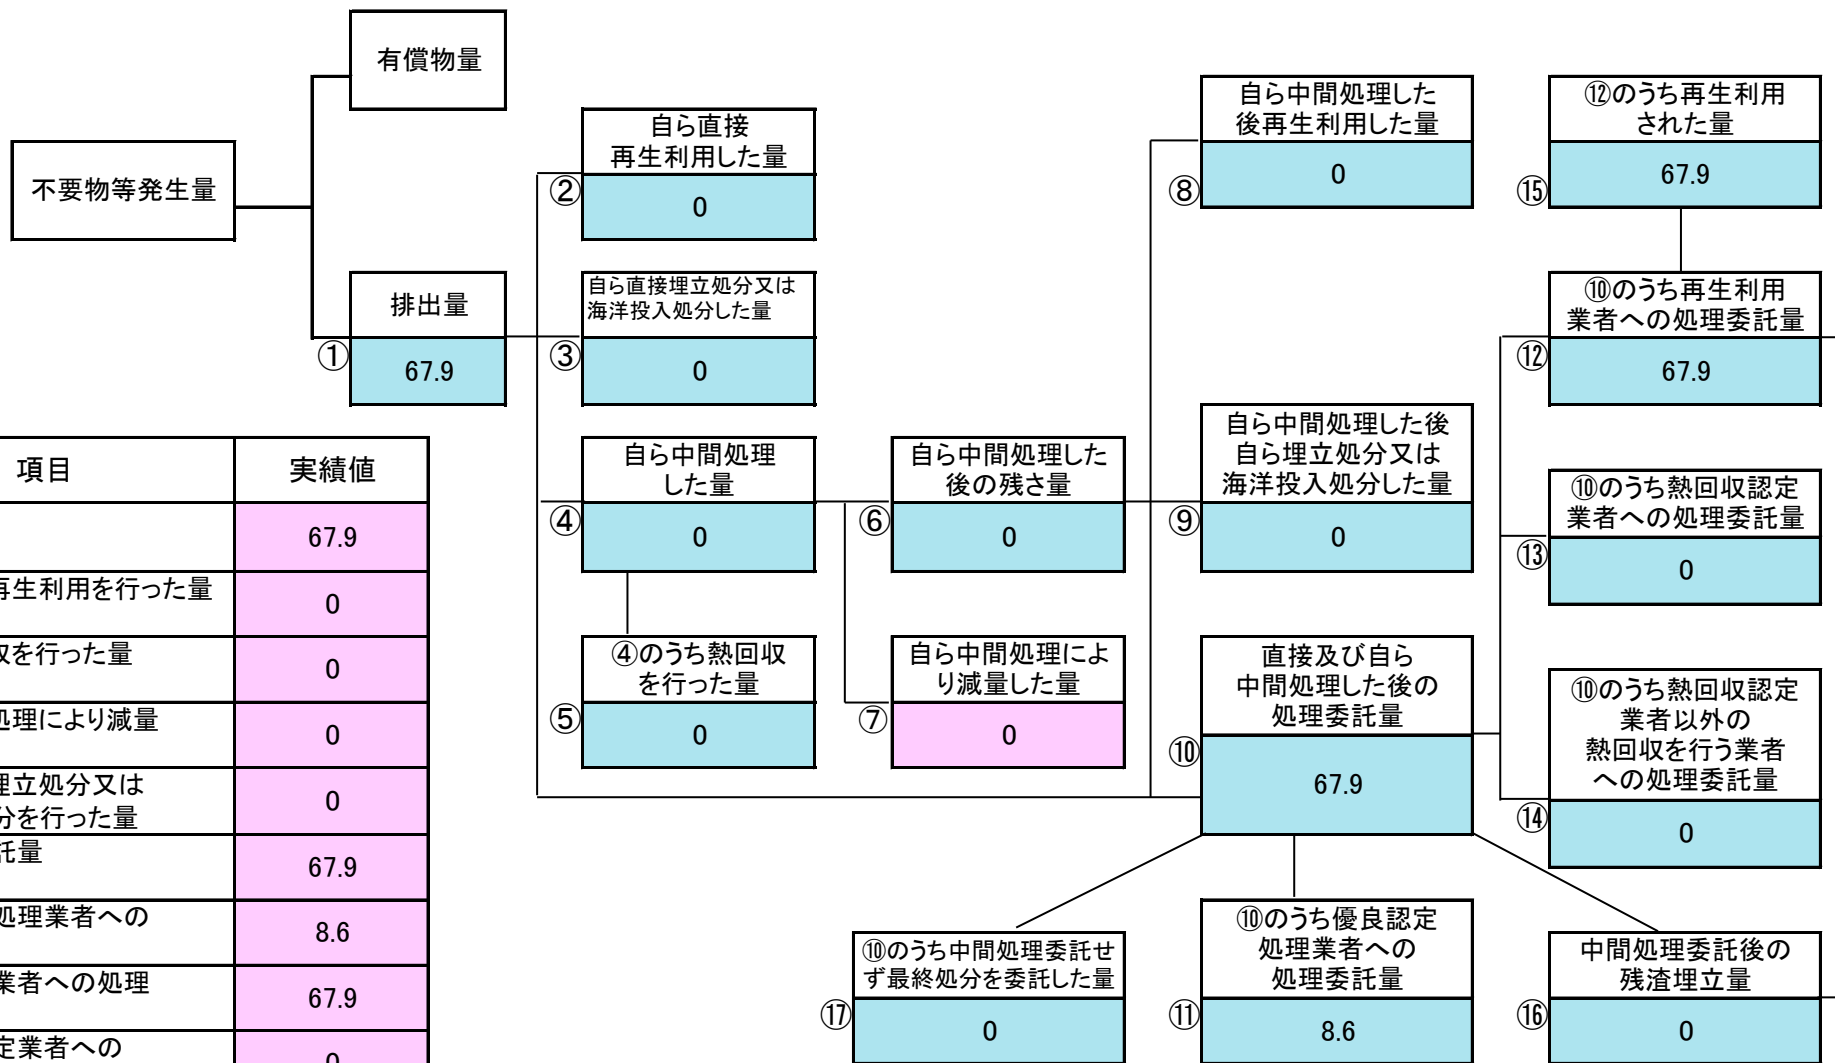 有償物量
不要物等発生量
排出量
①
67.9
自ら直接
再生利用した量
②
0
自ら直接埋立処分又は
海洋投入処分した量
③
0
自ら中間処理
した量
④
0
④のうち熱回収
を行った量
⑤
0
自ら中間処理した
後の残さ量
⑥
0
自ら中間処理によ
り減量した量
⑦
0
自ら中間処理した
後再生利用した量
⑧
0
自ら中間処理した後
自ら埋立処分又は
海洋投入処分した量
⑨
0
直接及び自ら
中間処理した後の
処理委託量
⑩
67.9
⑩のうち優良認定
処理業者への
処理委託量
⑪
8.6
⑩のうち中間処理委託せ
ず最終処分を委託した量
⑰
0
⑫のうち再生利用
された量
⑮
67.9
⑩のうち再生利用
業者への処理委託量
⑫
67.9
⑩のうち熱回収認定
業者への処理委託量
⑬
0
⑩のうち熱回収認定
業者以外の
熱回収を行う業者
への処理委託量
⑭
0
中間処理委託後の
残渣埋立量
⑯
0
項目 実績値
67.9
再生利用を行った量
0
を行った量
0
処理により減量
0
埋立処分又は
分を行った量
0
託量
67.9
処理業者への
8.6
業者への処理
67.9
定業者への
0